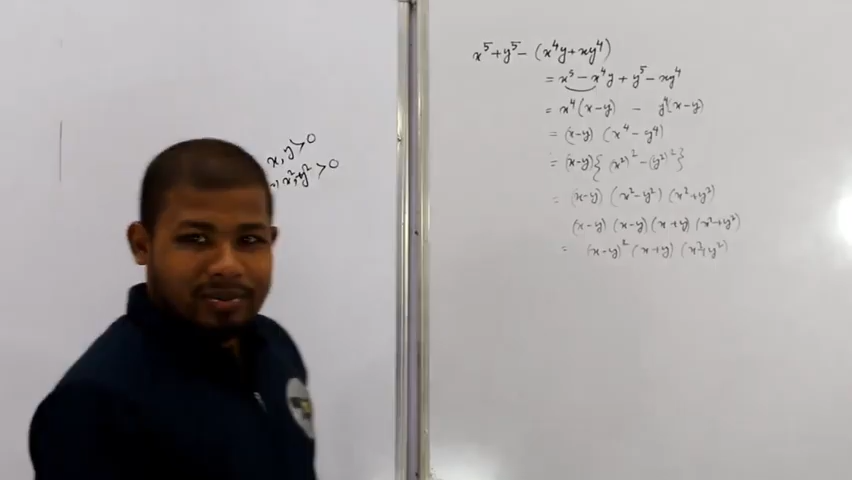 x, y > 0
x², y² > 0
x⁵ + y⁵ - (x⁴y + xy⁴)
= x⁵ - x⁴y + y⁵ - xy⁴
= x⁴(x-y) - y⁴(x-y)
= (x-y) (x⁴ - y⁴)
= (x-y) {(x²)² - (y²)²}
= (x-y) (x² - y²) (x² + y²)
(x-y) (x-y) (x+y) (x² + y²)
= (x-y)² (x+y) (x² + y²)